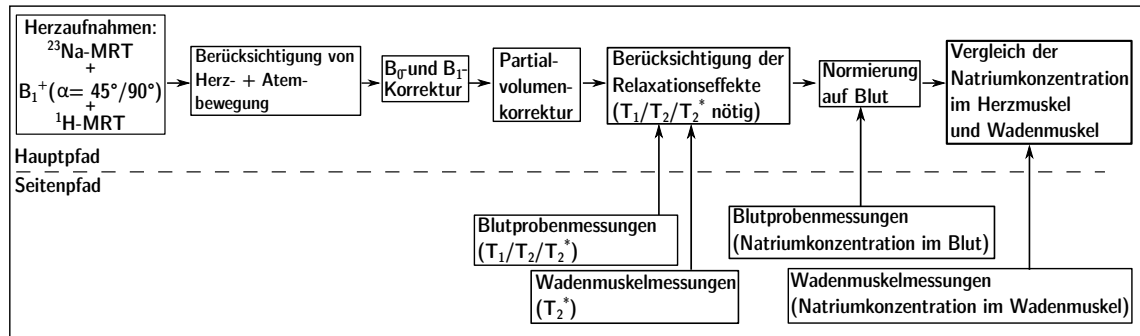 Herzaufnahmen:
²³Na-MRT
+
B₁⁺(α= 45°/90°)
+
¹H-MRT
Berücksichtigung von
Herz- + Atem-
bewegung
B₀-und B₁-
Korrektur
Partial-
volumen-
korrektur
Berücksichtigung der
Relaxationseffekte
(T₁/T₂/T₂* nötig)
Normierung
auf Blut
Vergleich der
Natriumkonzentration
im Herzmuskel
und Wadenmuskel
Hauptpfad
Seitenpfad
Blutprobenmessungen
(T₁/T₂/T₂*)
Wadenmuskelmessungen
(T₂*)
Blutprobenmessungen
(Natriumkonzentration im Blut)
Wadenmuskelmessungen
(Natriumkonzentration im Wadenmuskel)